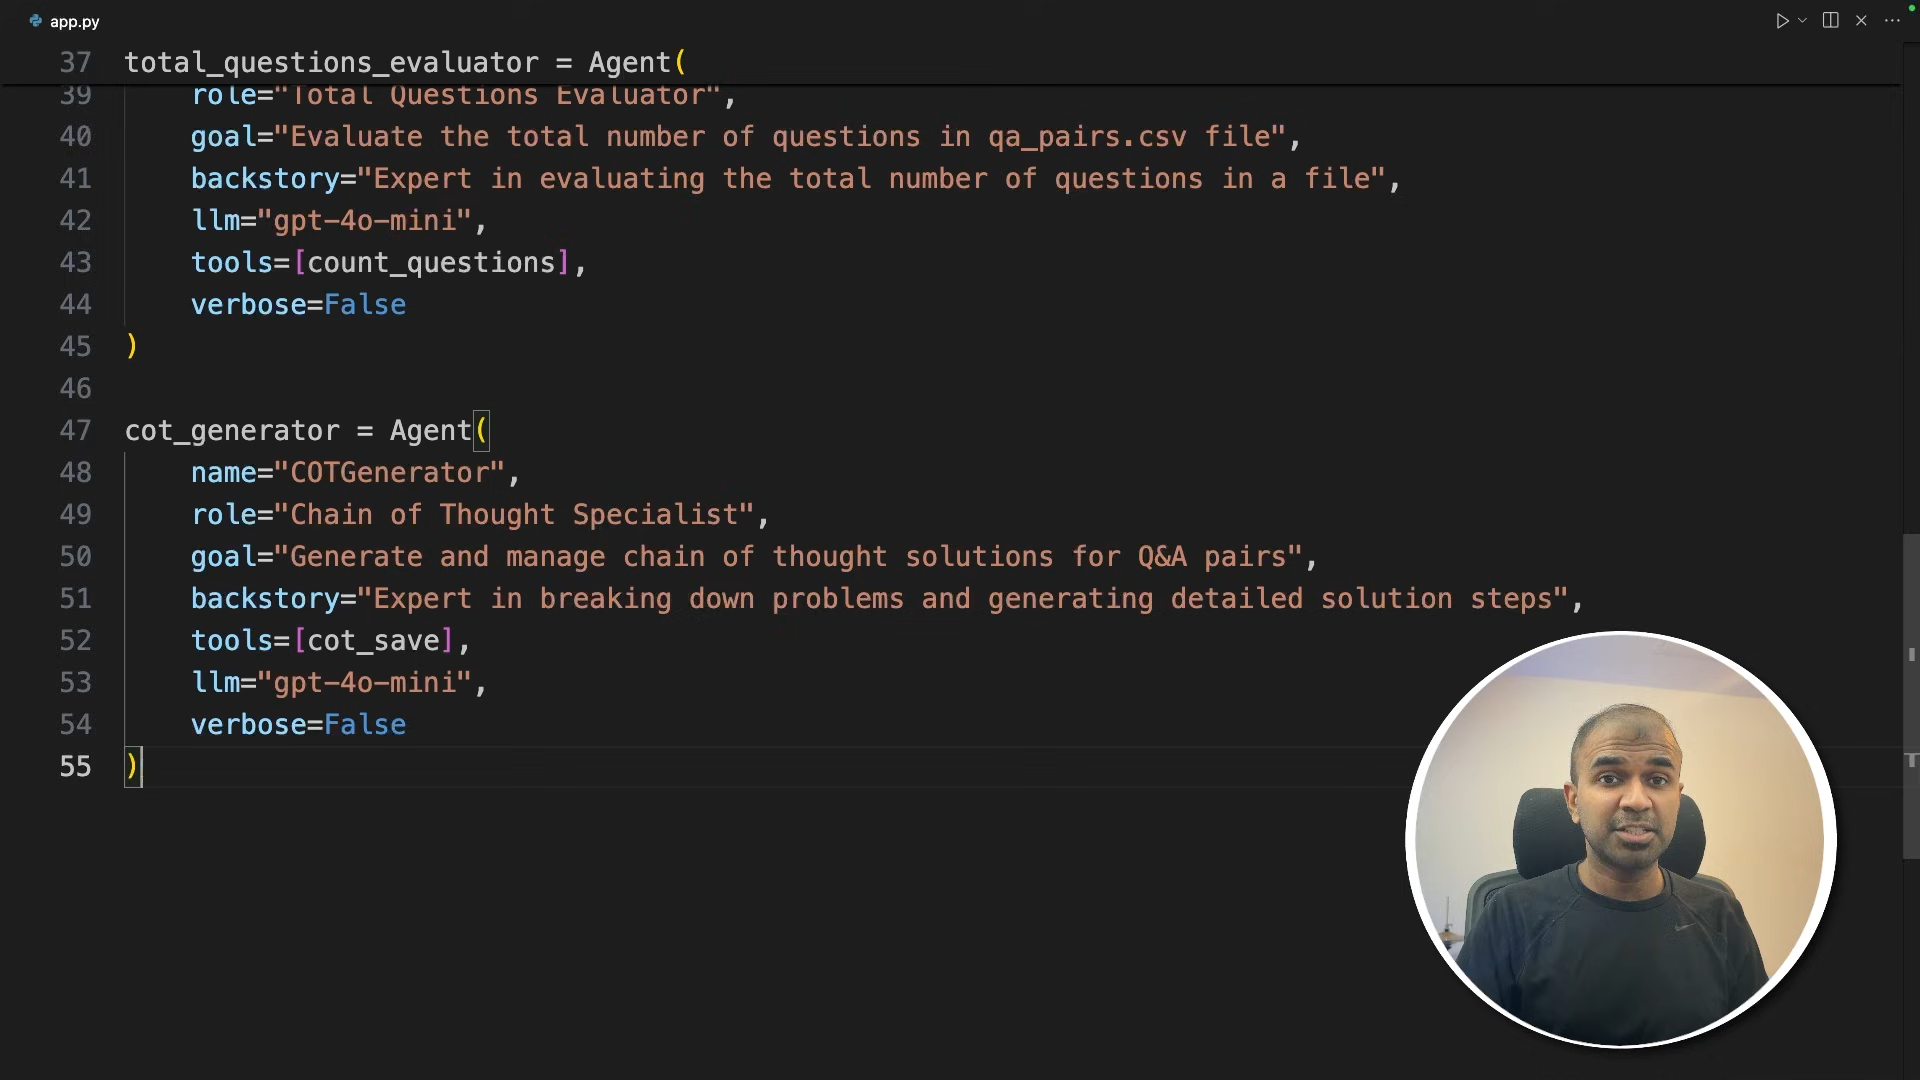 app.py
37 total_questions_evaluator = Agent(
39 role="Total Questions Evaluator",
40 goal="Evaluate the total number of questions in qa_pairs.csv file",
41 backstory="Expert in evaluating the total number of questions in a file",
42 llm="gpt-4o-mini",
43 tools=[count_questions],
44 verbose=False
45 )
46
47 cot_generator = Agent(
48 name="COTGenerator",
49 role="Chain of Thought Specialist",
50 goal="Generate and manage chain of thought solutions for Q&A pairs",
51 backstory="Expert in breaking down problems and generating detailed solution steps",
52 tools=[cot_save],
53 llm="gpt-4o-mini",
54 verbose=False
55 )